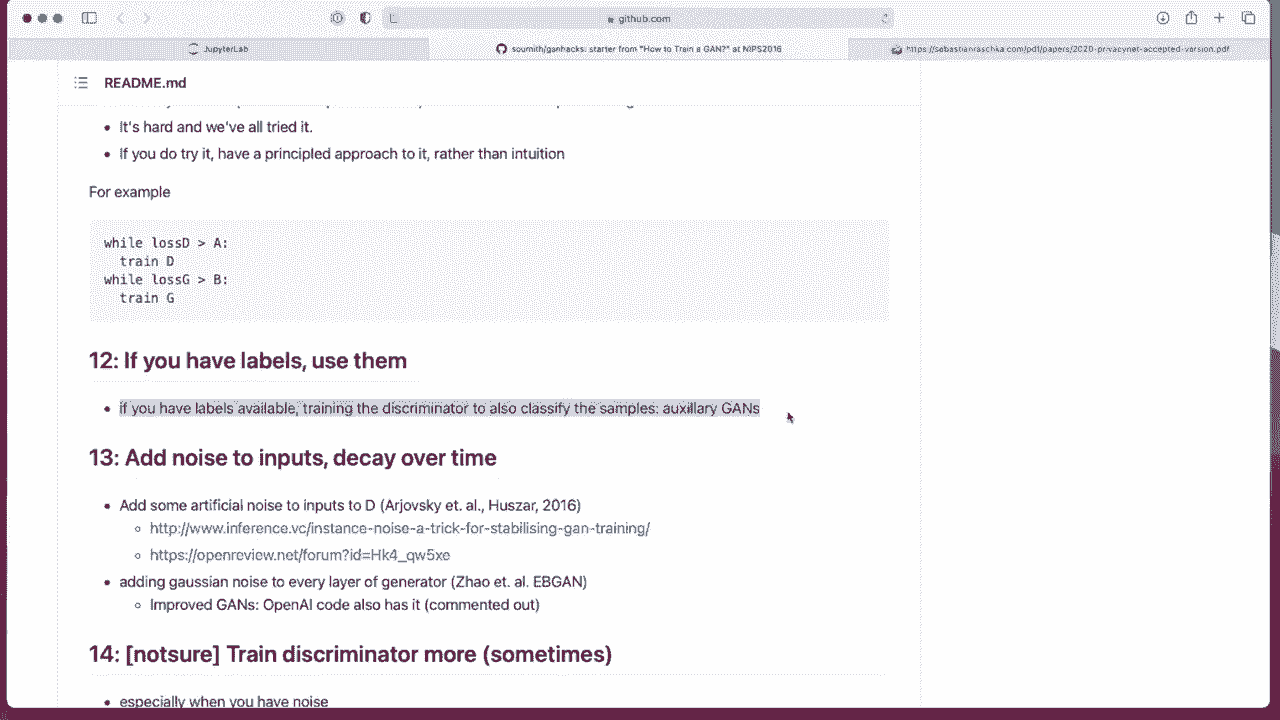 github.com
JupyterLab
soumith/ganhacks: starter from "How to Train a GAN?" at NIPS2016
https://sebastianraschka.com/pdf/papers/2020-privacynet-accepted-version.pdf
README.md
It's hard and we've all tried it.
If you do try it, have a principled approach to it, rather than intuition
For example
while lossD > A:
train D
while lossG > B:
train G
12: If you have labels, use them
if you have labels available, training the discriminator to also classify the samples: auxillary GANs
13: Add noise to inputs, decay over time
Add some artificial noise to inputs to D (Arjovsky et. al., Huszar, 2016)
http://www.inference.vc/instance-noise-a-trick-for-stabilising-gan-training/
https://openreview.net/forum?id=Hk4_qw5xe
adding gaussian noise to every layer of generator (Zhao et. al. EBGAN)
Improved GANs: OpenAI code also has it (commented out)
14: [notsure] Train discriminator more (sometimes)
especially when you have noise